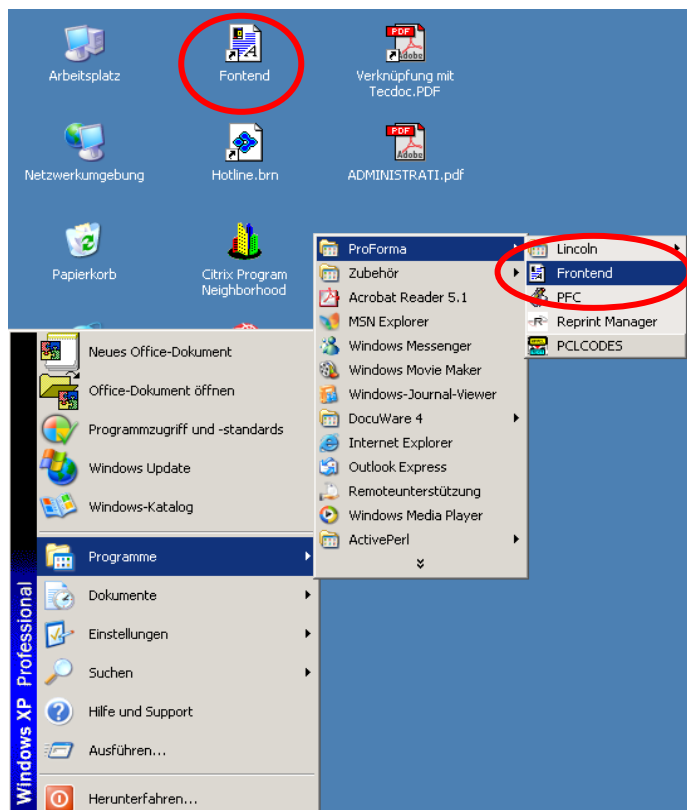 Arbeitsplatz
Fontend
Verknüpfung mit
Tecdoc.PDF
Netzwerkumgebung
Hotline.brn
ADMINISTRATI.pdf
Papierkorb
Citrix Program
Neighborhood
Neues Office-Dokument
Office-Dokument öffnen
Programmzugriff und -standards
Windows Update
Windows-Katalog
Programme
Dokumente
Einstellungen
Suchen
Hilfe und Support
Ausführen...
Herunterfahren...
Windows XP Professional
ProForma
Zubehör
Acrobat Reader 5.1
MSN Explorer
Windows Messenger
Windows Movie Maker
Windows-Journal-Viewer
DocuWare 4
Internet Explorer
Outlook Express
Remoteunterstützung
Windows Media Player
ActivePerl
Lincoln
Frontend
PFC
Reprint Manager
PCLCODES